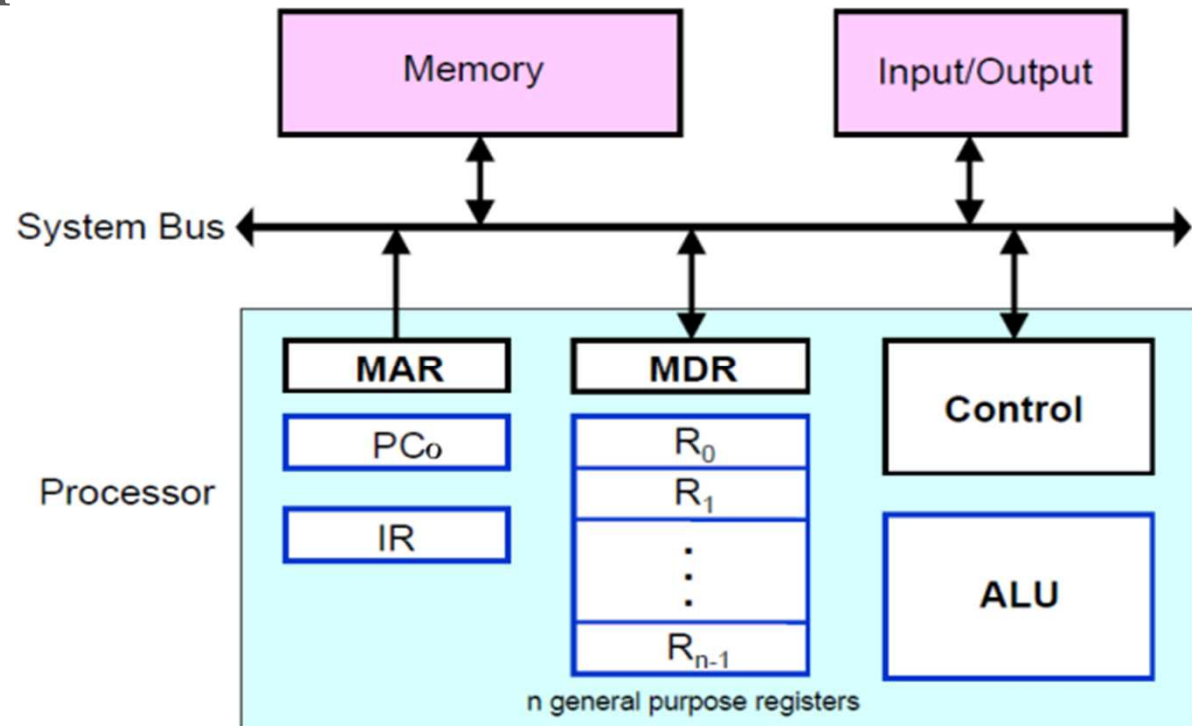 Memory
Input/Output
System Bus
MAR
MDR
Control
PCo
R0
R1
Processor
IR
ALU
Rn-1
n general purpose registers